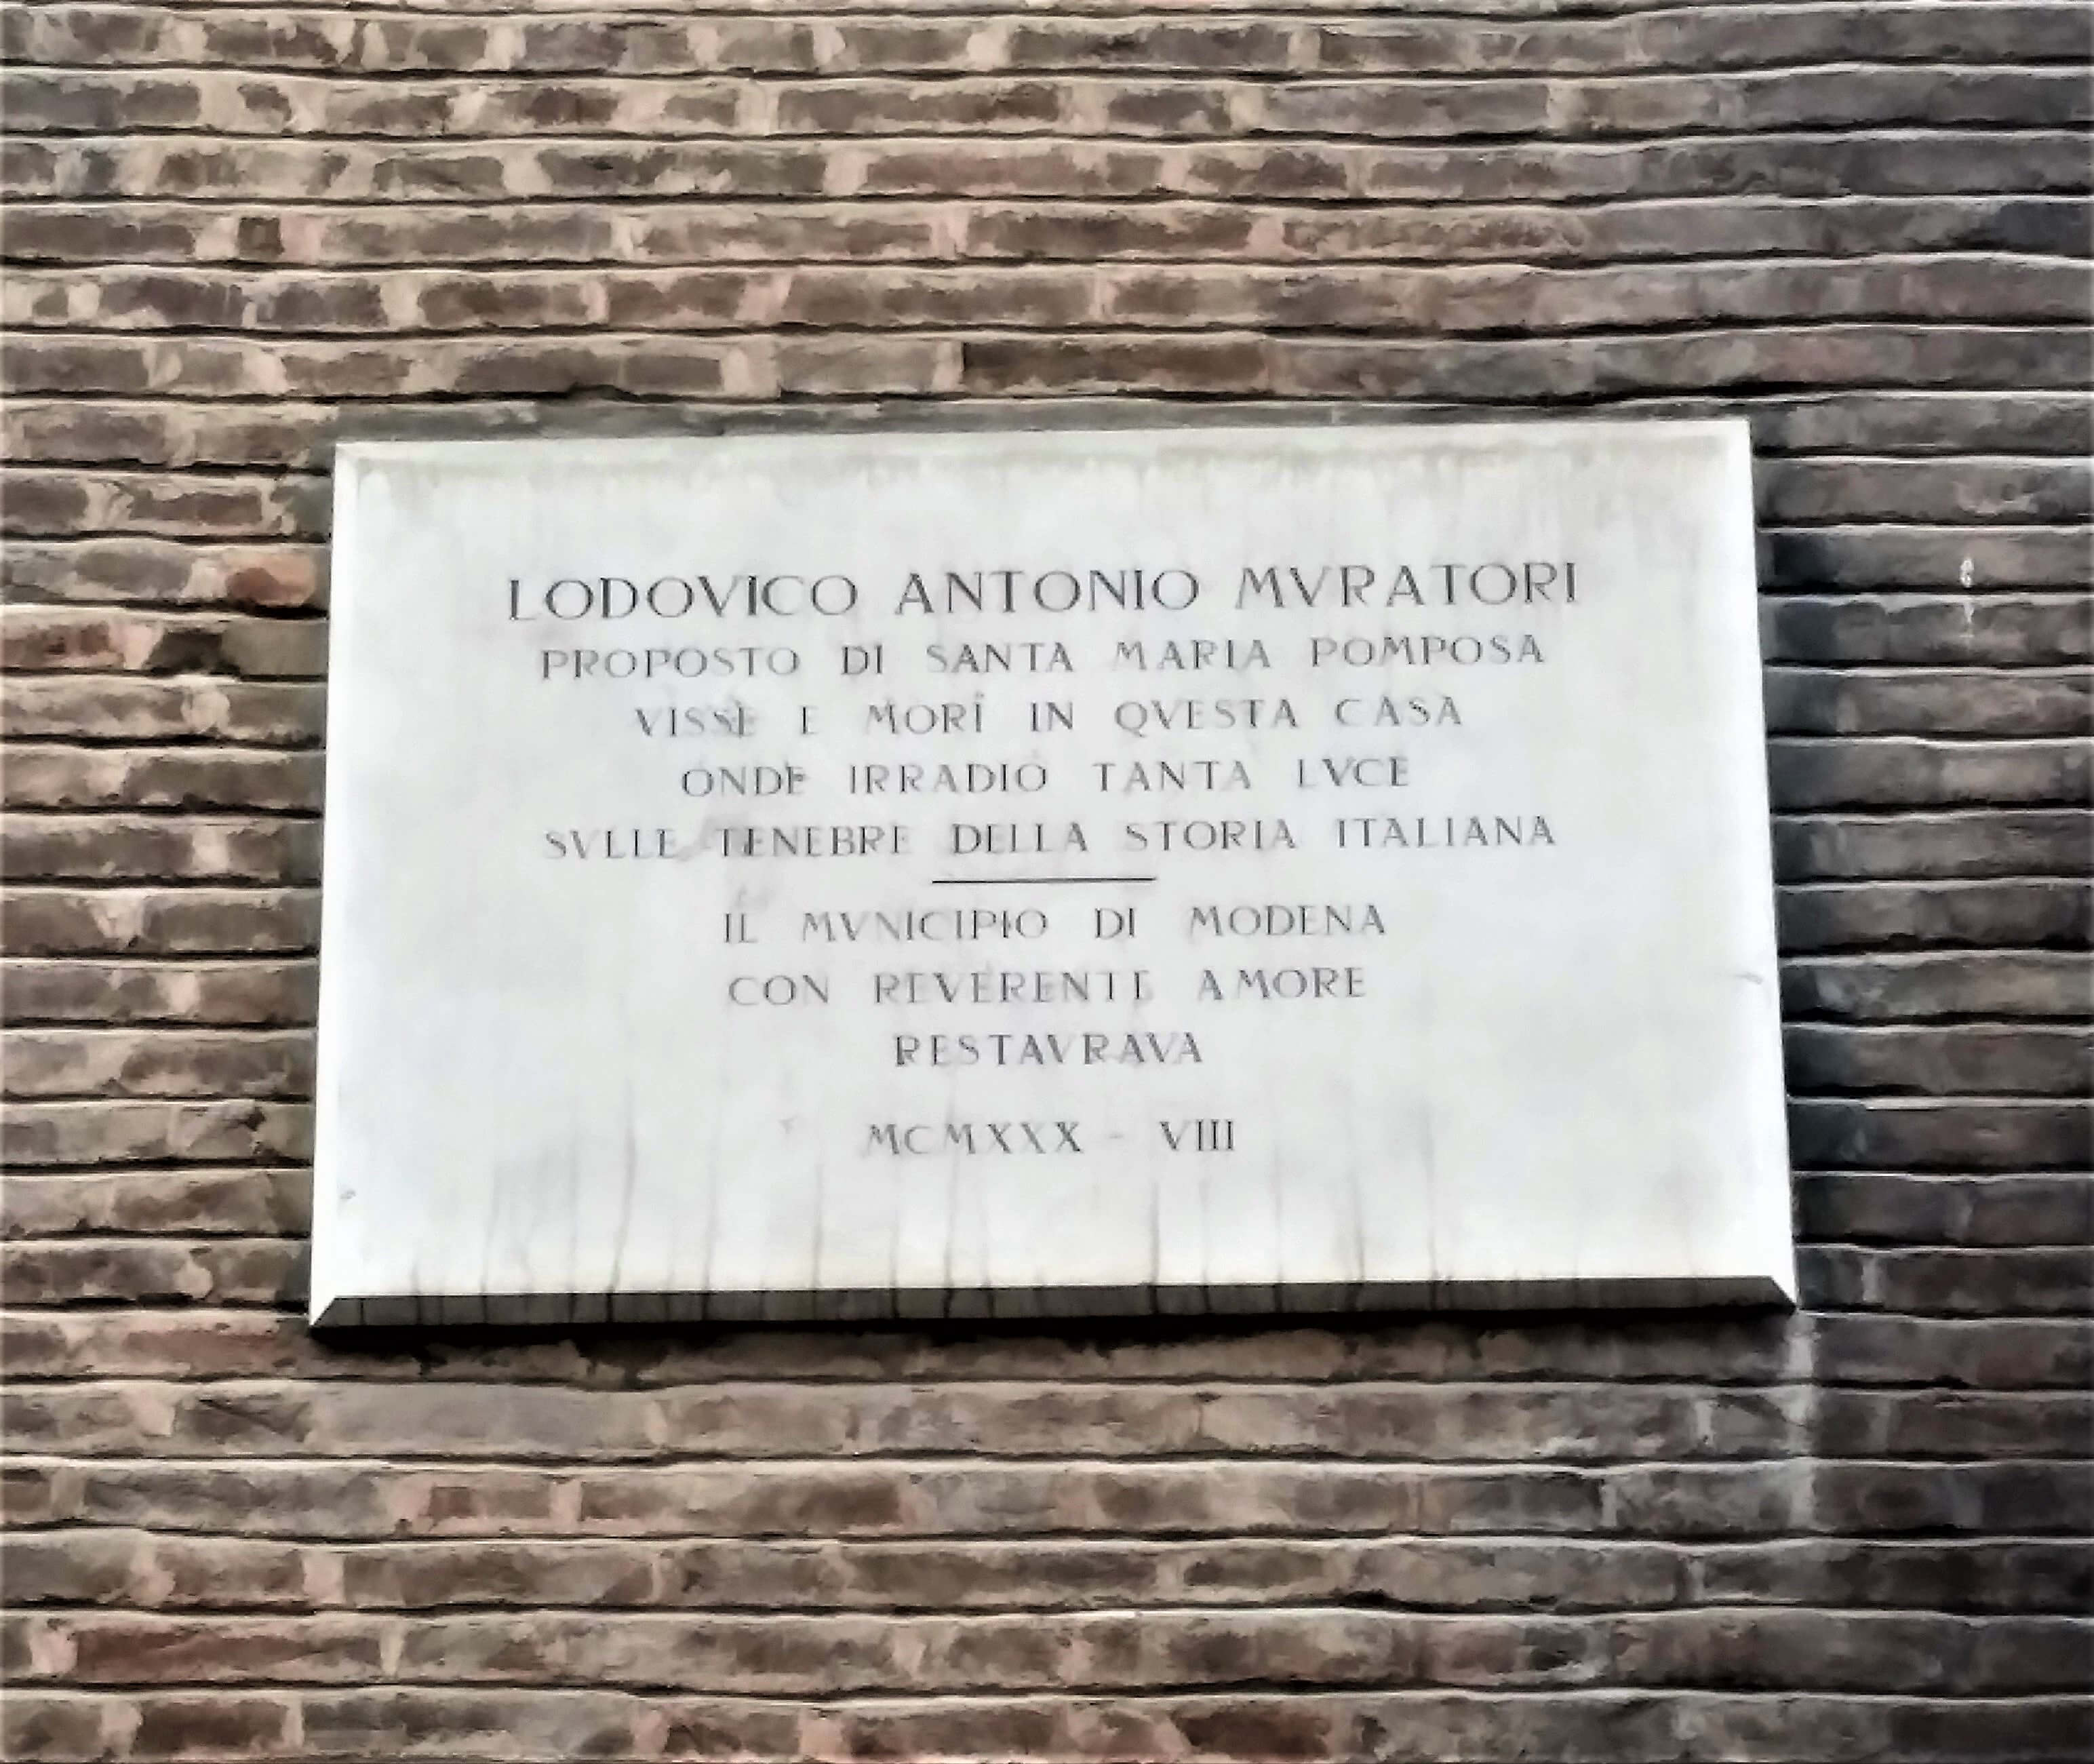 LODOVICO ANTONIO MVRATORI
PROPOSTO DI SANTA MARIA POMPOSA
VISSE E MORÌ IN QVESTA CASA
ONDE IRRADIÒ TANTA LVCE
SVLLE TENEBRE DELLA STORIA ITALIANA
IL MVNICIPIO DI MODENA
CON REVERENTE AMORE
RESTAVRAVA
MCMXXX - VIII